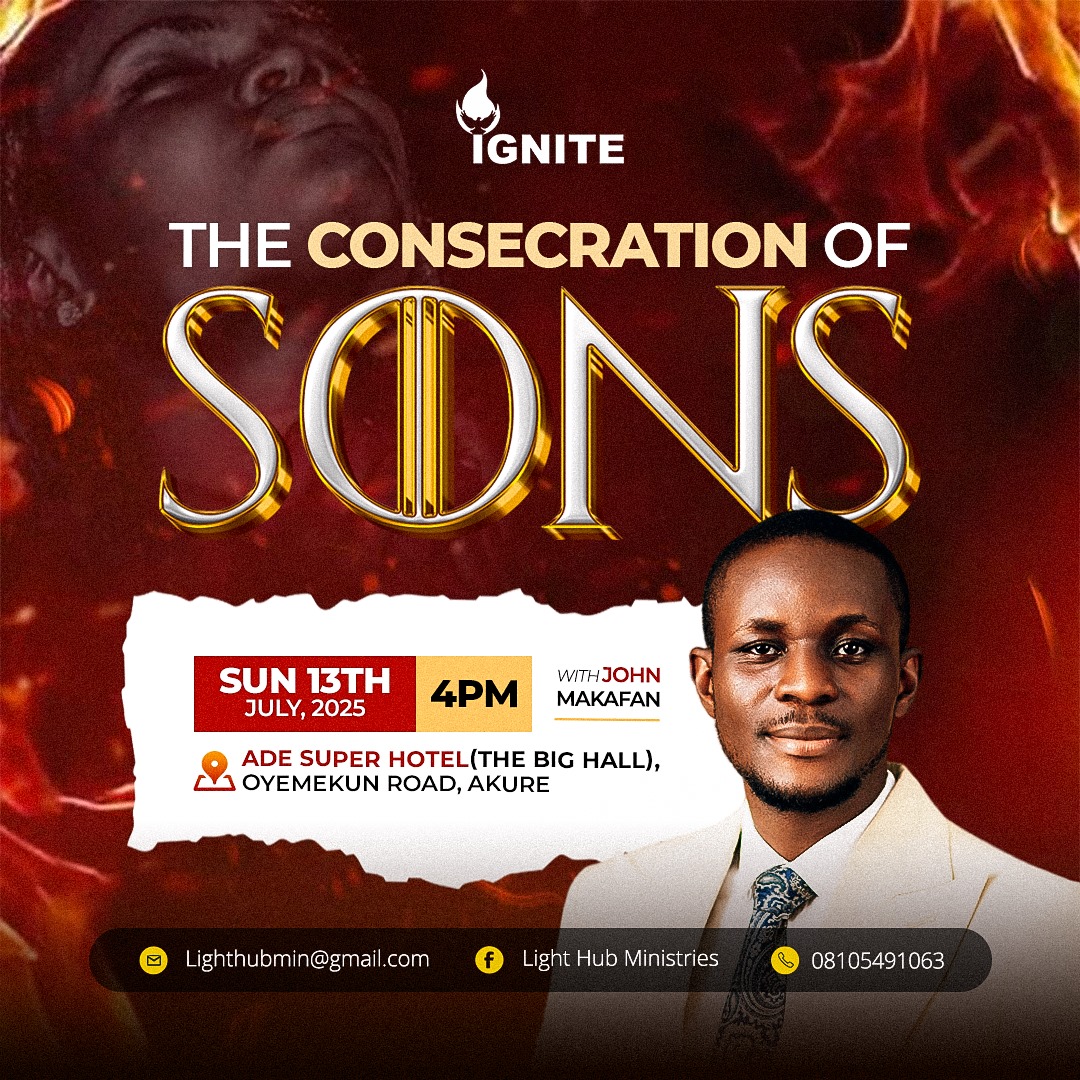 IGNITE
THE CONSECRATION OF
SONS
SUN 13TH
JULY, 2025
4PM
WITH JOHN
MAKAFAN
ADE SUPER HOTEL(THE BIG HALL),
OYEMEKUN ROAD, AKURE
Lighthubmin@gmail.com
Light Hub Ministries
08105491063